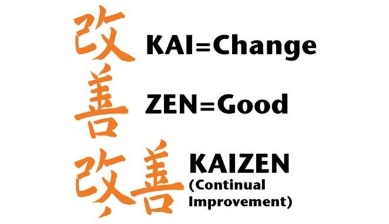 改 KAI=Change
善 ZEN=Good
改善 KAIZEN
(Continual
Improvement)